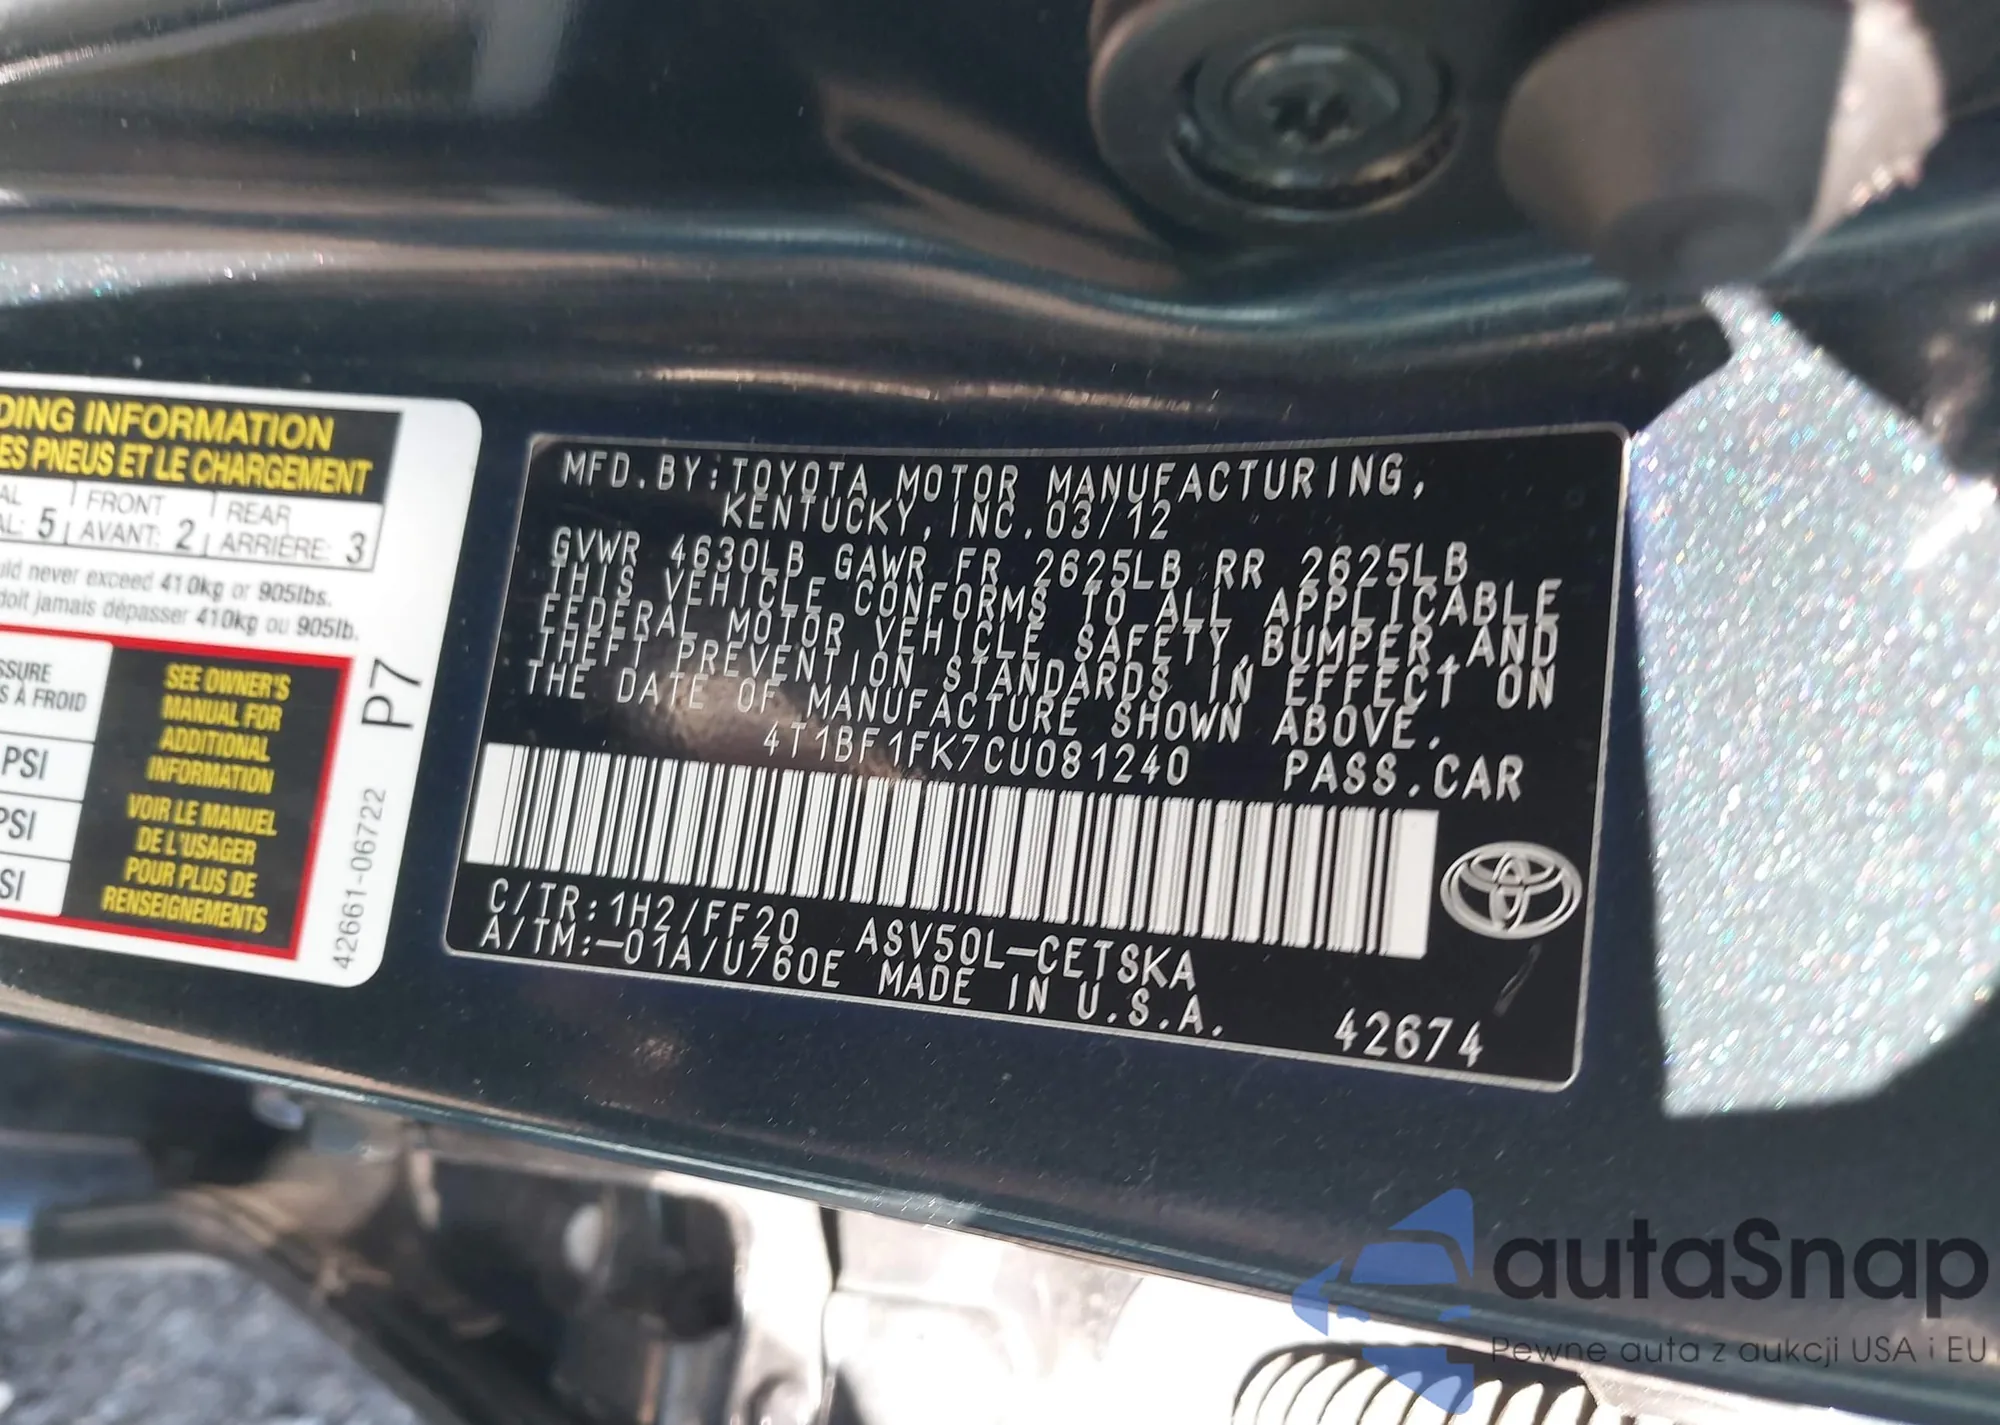 DING INFORMATION
ES PNEUS ET LE CHARGEMENT
AL FRONT REAR
AL: 5 AVANT: 2 ARRIÈRE: 3
uld never exceed 410kg or 905lbs.
doit jamais dépasser 410kg ou 905lb.
SSURE
S À FROID
PSI
PSI
SI
SEE OWNER'S
MANUAL FOR
ADDITIONAL
INFORMATION
VOIR LE MANUEL
DE L'USAGER
POUR PLUS DE
RENSEIGNEMENTS
P7
42661-06722
MFD.BY:TOYOTA MOTOR MANUFACTURING,
KENTUCKY,INC.03/12
GVWR 4630LB GAWR FR 2625LB RR 2625LB
THIS VEHICLE CONFORMS TO ALL APPLICABLE
FEDERAL MOTOR VEHICLE SAFETY,BUMPER,AND
THEFT PREVENTION STANDARDS IN EFFECT ON
THE DATE OF MANUFACTURE SHOWN ABOVE.
4T1BF1FK7CU081240 PASS.CAR
C/TR:1H2/FF20 ASV50L-CETSKA
A/TM:-01A/U760E MADE IN U.S.A.
42674
autaSnap
Pewne auta z aukcji USA i EU